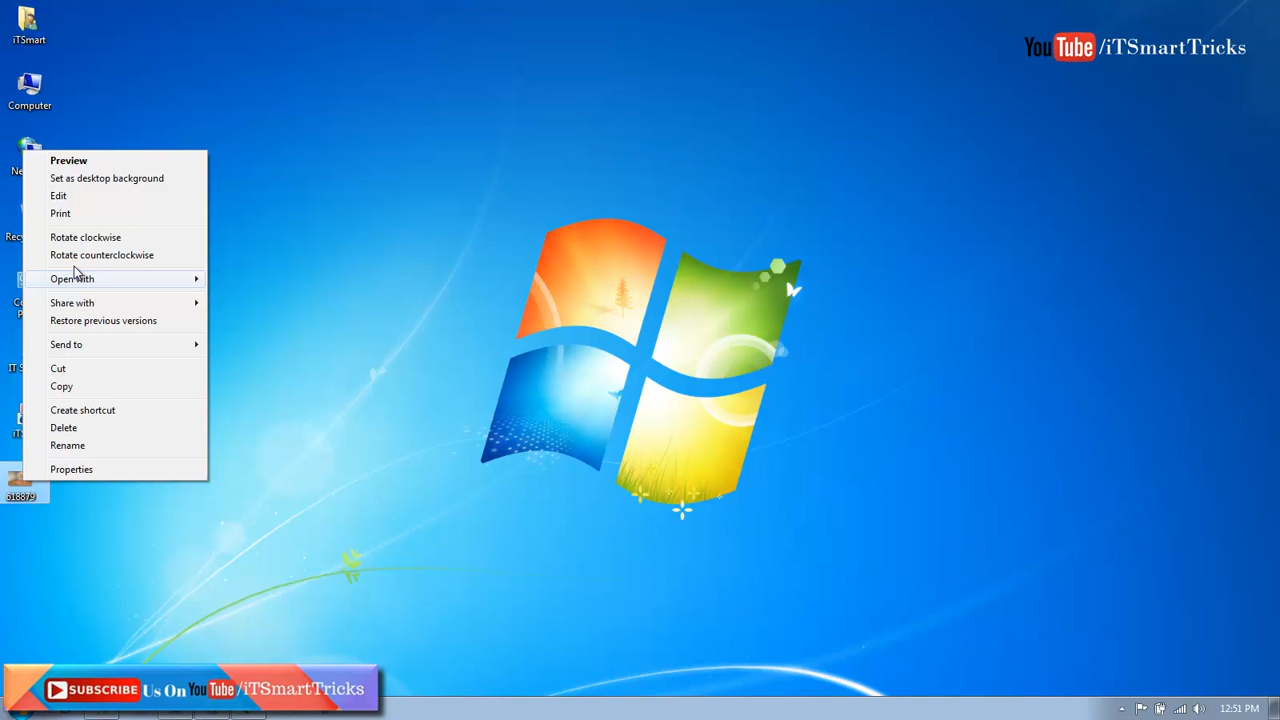 iTSmart
YouTube/iTSmartTricks
Computer
Preview
Set as desktop background
Edit
Print
Rotate clockwise
Rotate counterclockwise
Open with
Share with
Restore previous versions
Send to
Cut
Copy
Create shortcut
Delete
Rename
Properties
618879
SUBSCRIBE Us On YouTube/iTSmartTricks
12:51 PM